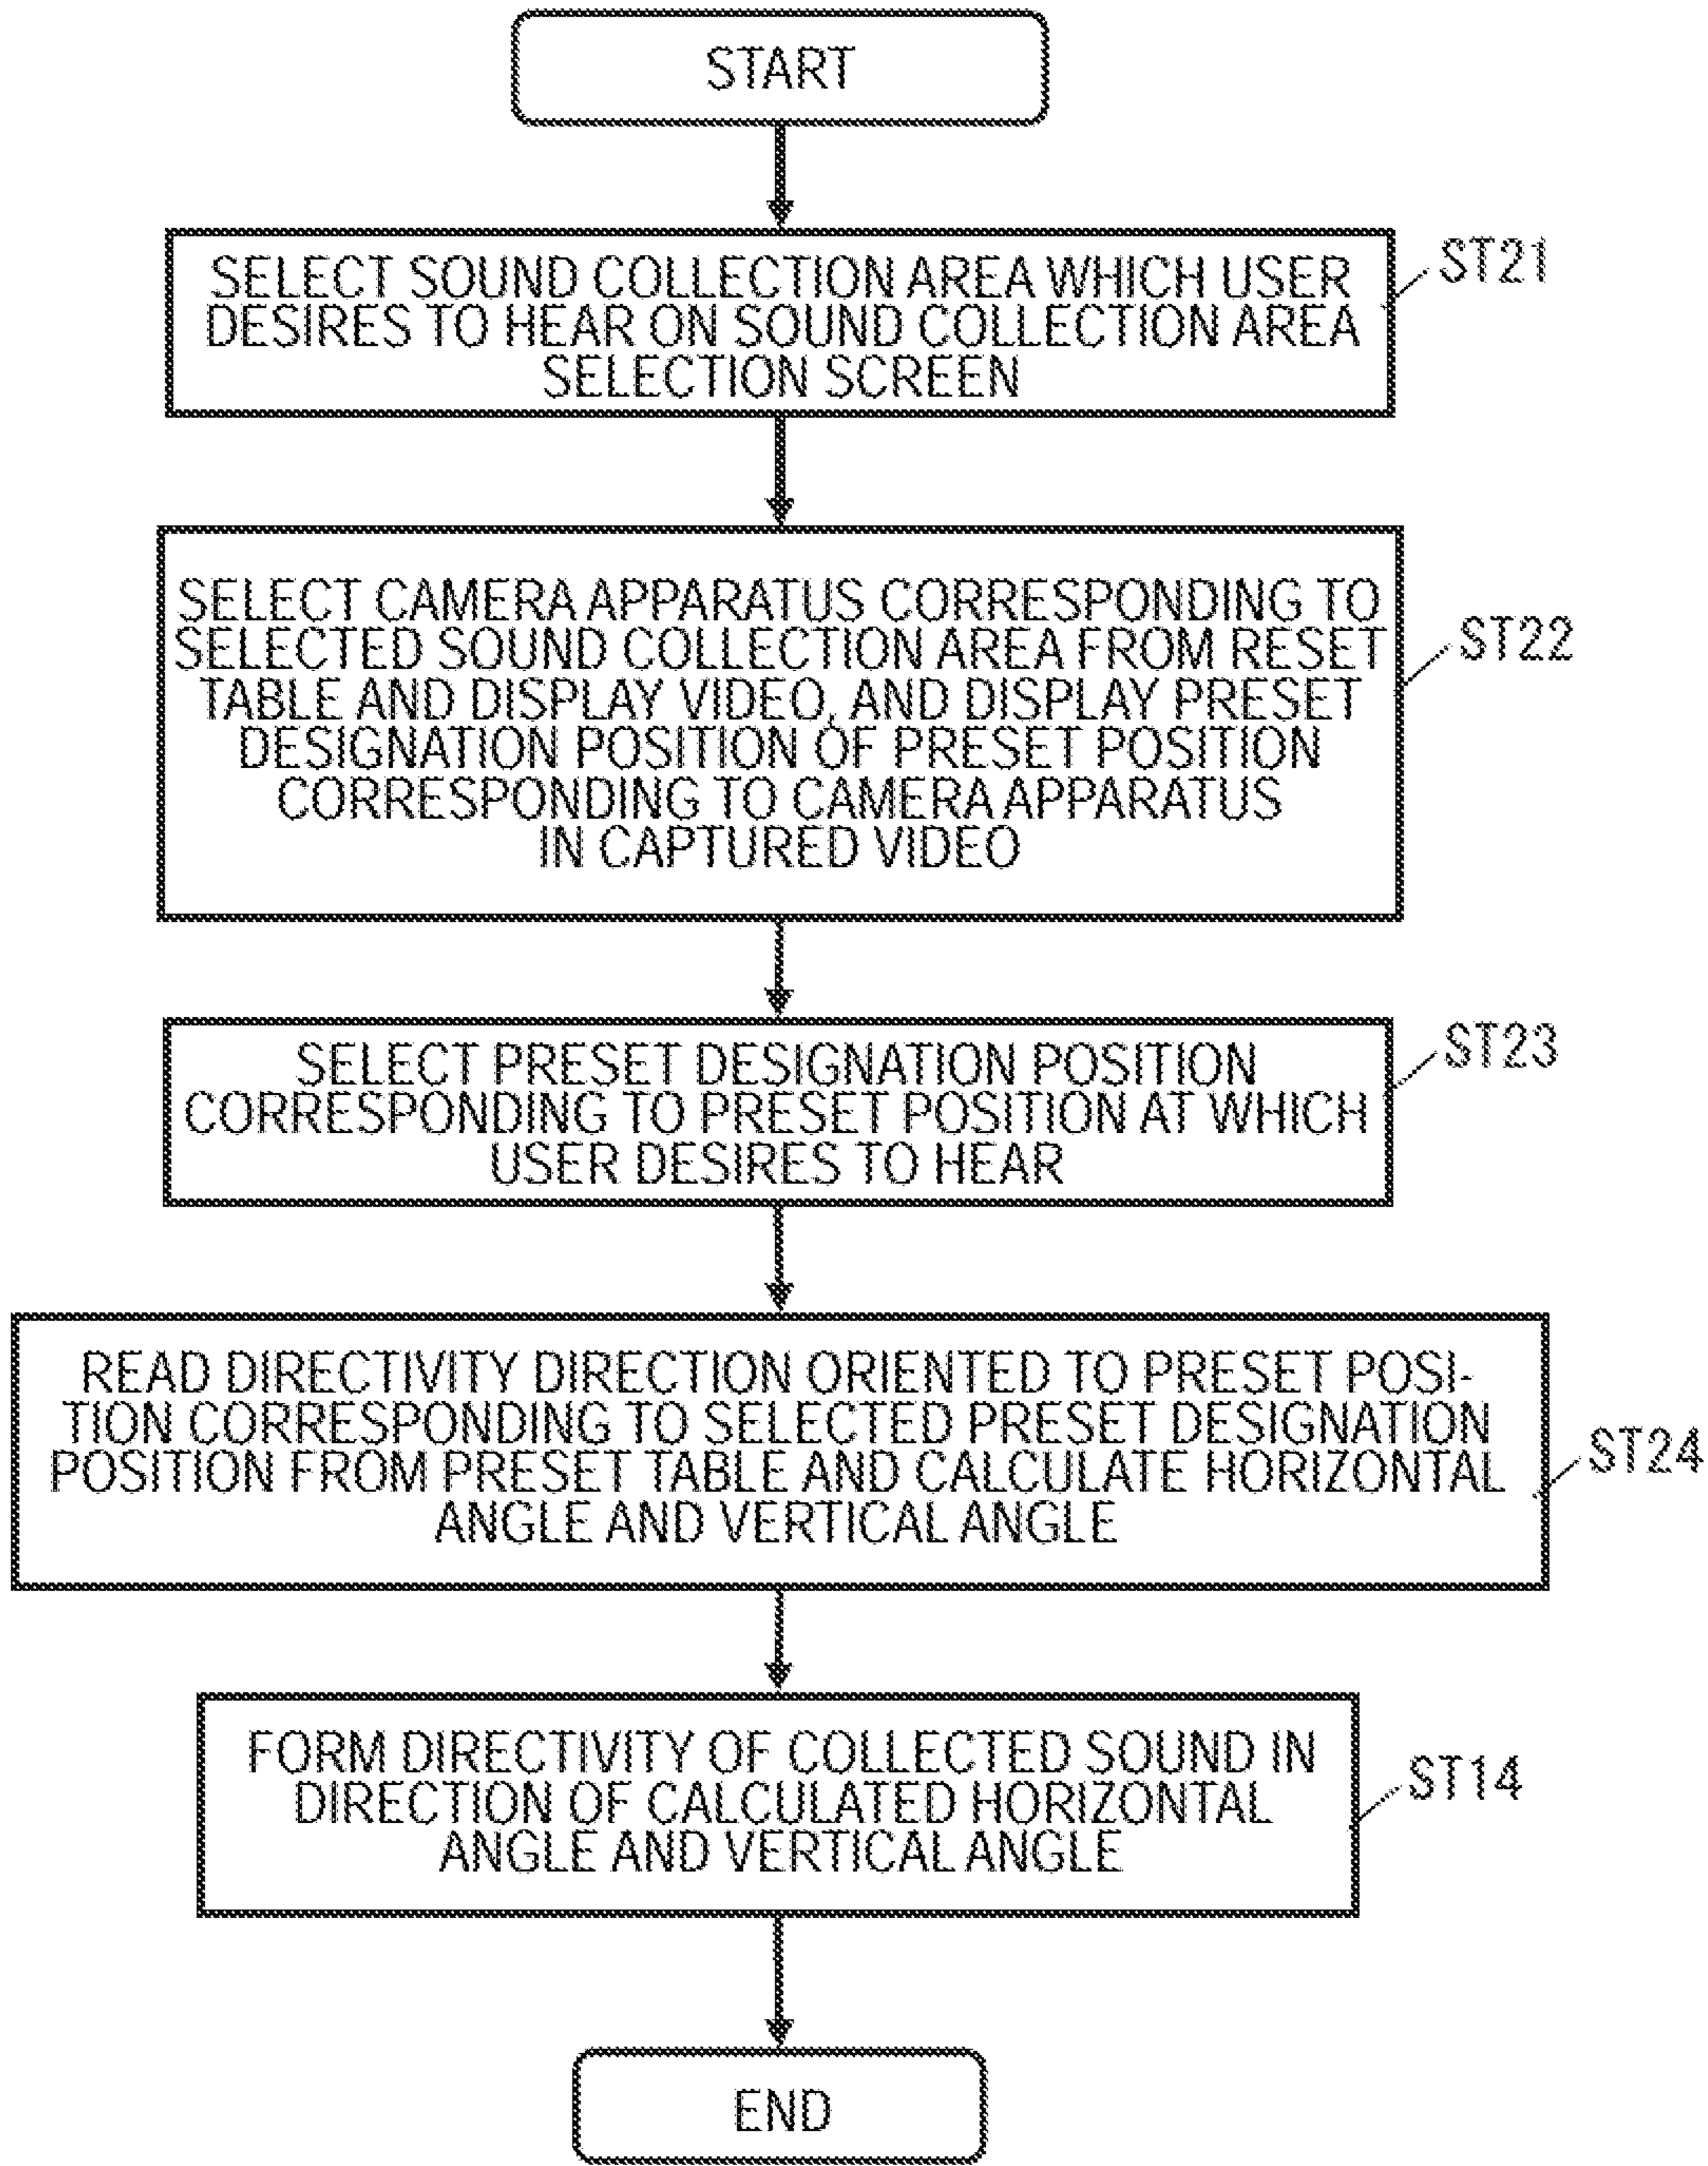 START
SELECT SOUND COLLECTION AREA WHICH USER
DESIRES TO HEAR ON SOUND COLLECTION AREA
SELECTION SCREEN
ST21
SELECT CAMERA APPARATUS CORRESPONDING TO
SELECTED SOUND COLLECTION AREA FROM RESET
TABLE AND DISPLAY VIDEO, AND DISPLAY PRESET
DESIGNATION POSITION OF PRESET POSITION
CORRESPONDING TO CAMERA APPARATUS
IN CAPTURED VIDEO
ST22
SELECT PRESET DESIGNATION POSITION
CORRESPONDING TO PRESET POSITION AT WHICH
USER DESIRES TO HEAR
ST23
READ DIRECTIVITY DIRECTION ORIENTED TO PRESET POSI-
TION CORRESPONDING TO SELECTED PRESET DESIGNATION
POSITION FROM PRESET TABLE AND CALCULATE HORIZONTAL
ANGLE AND VERTICAL ANGLE
ST24
FORM DIRECTIVITY OF COLLECTED SOUND IN
DIRECTION OF CALCULATED HORIZONTAL
ANGLE AND VERTICAL ANGLE
ST14
END